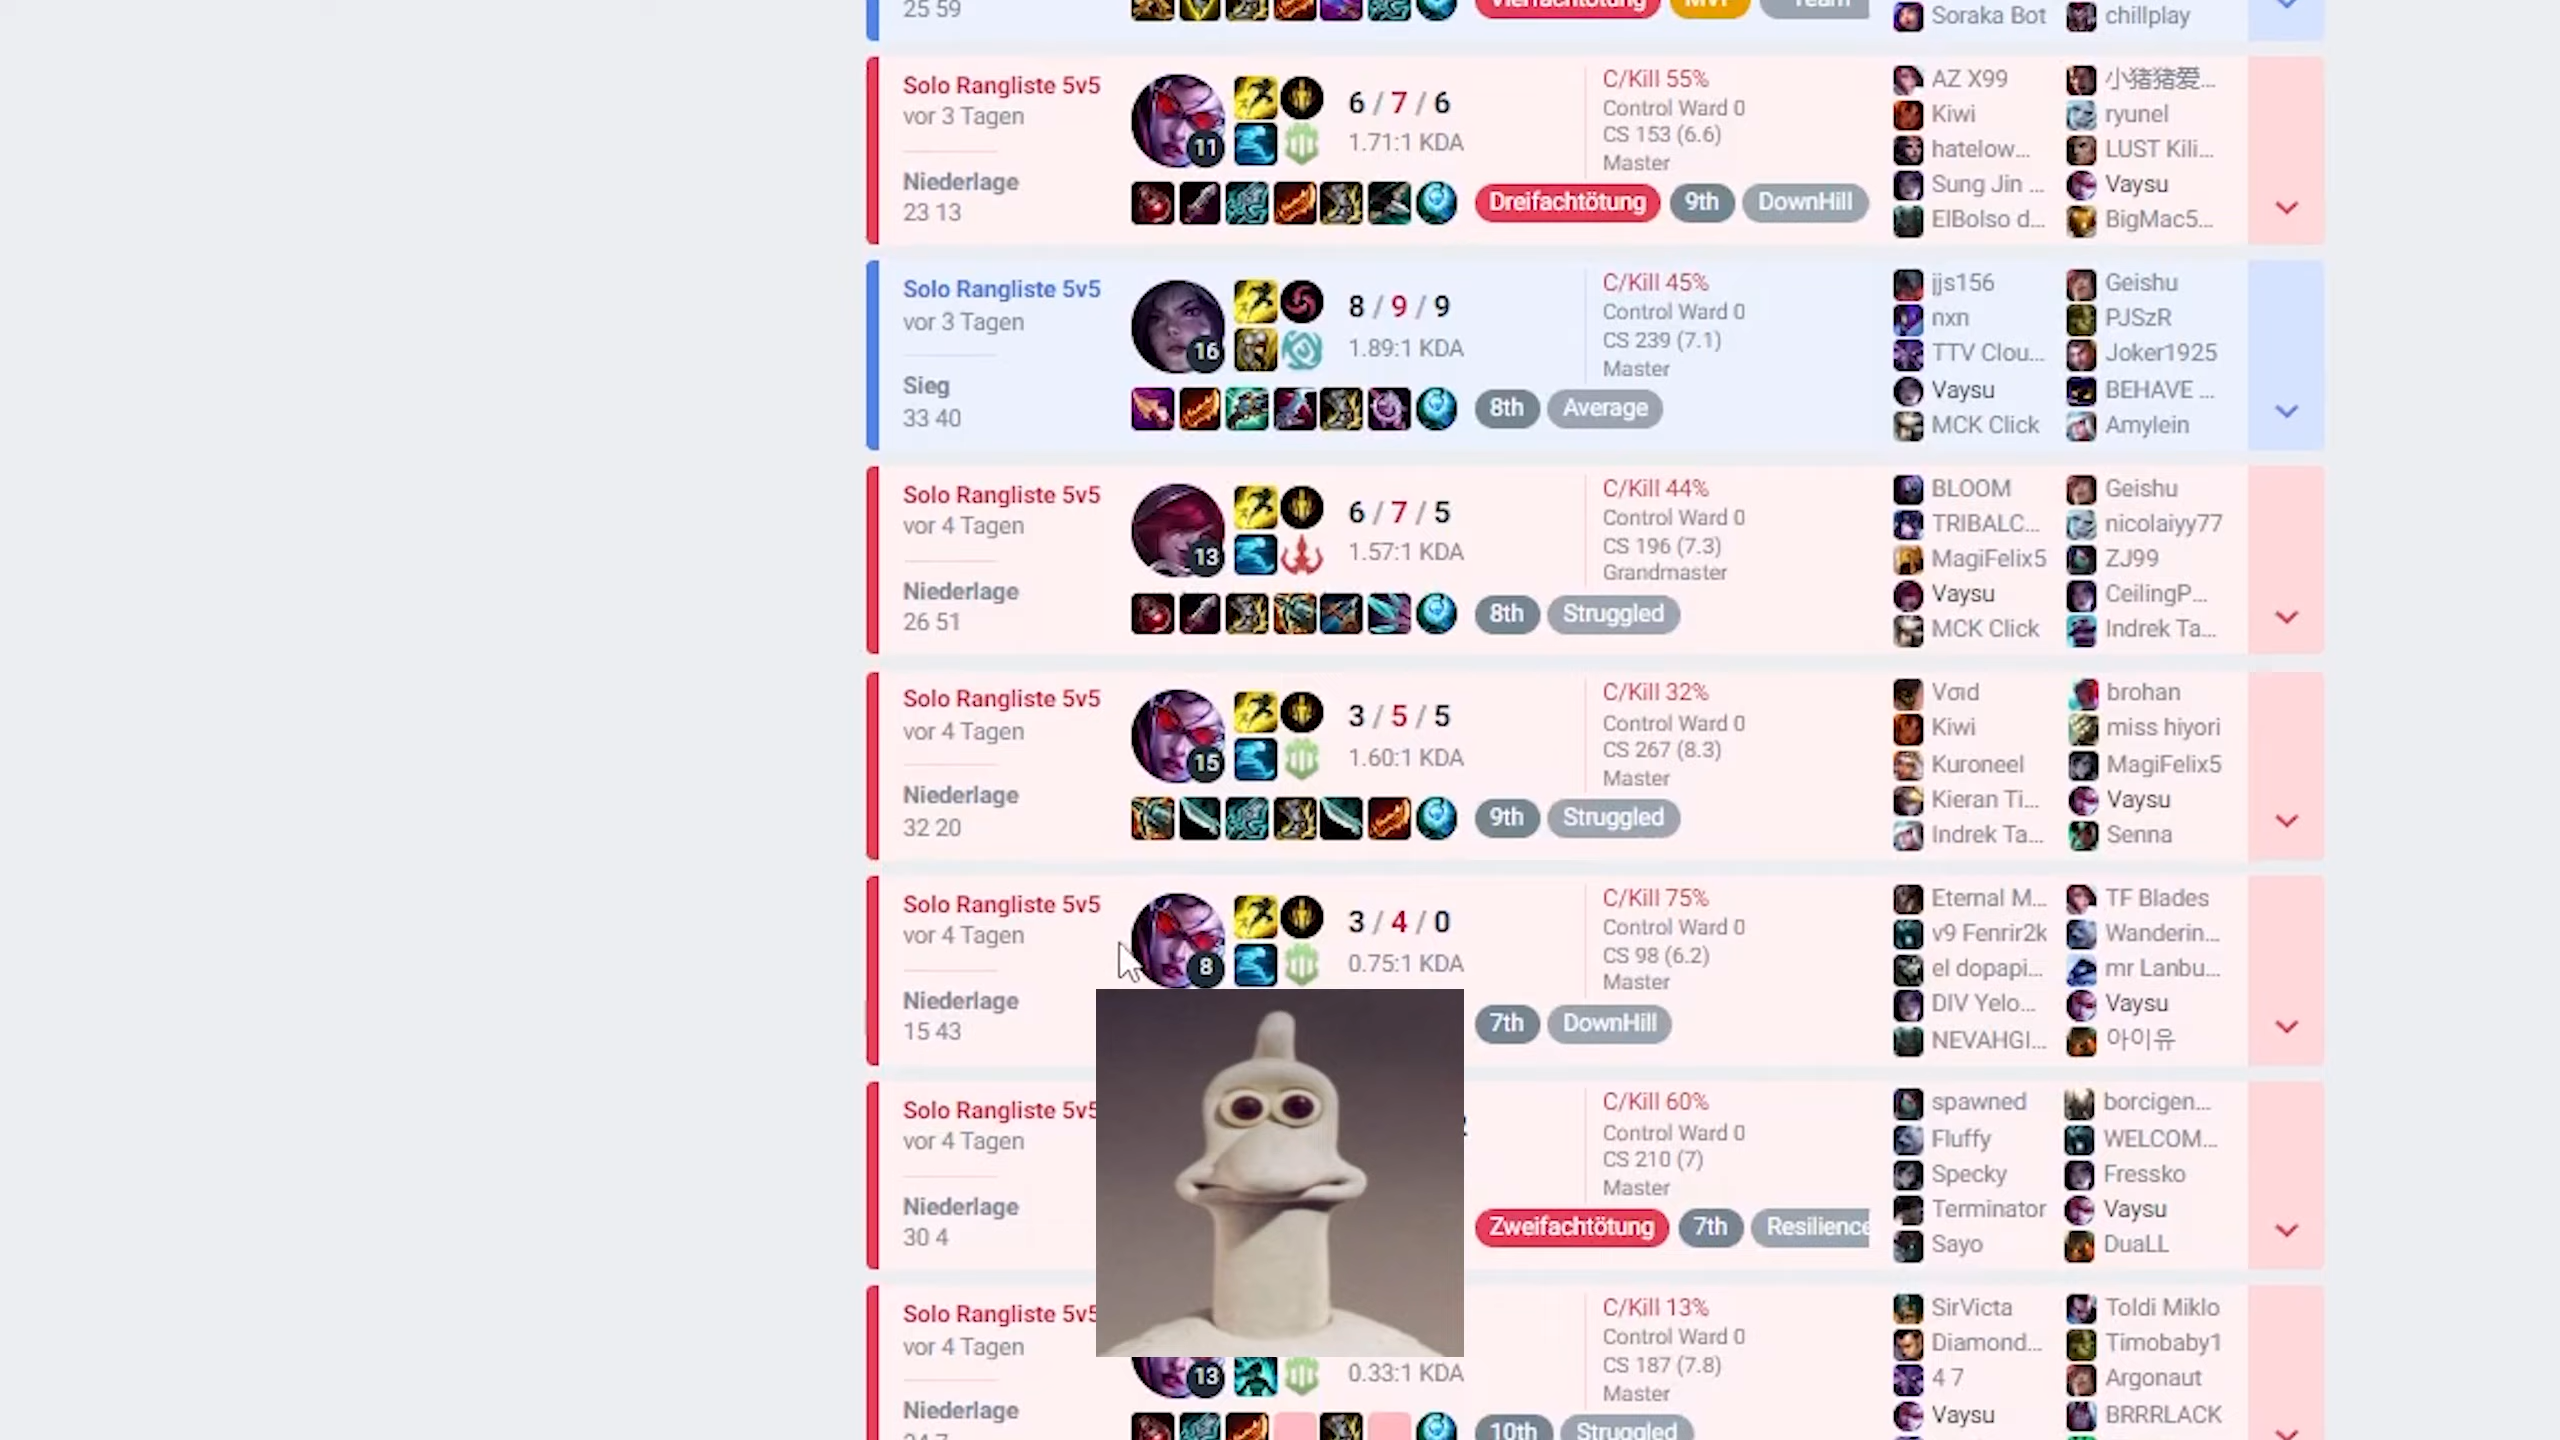 25 59
Vierfachtötung MVP Team
Soraka Bot chillplay
Solo Rangliste 5v5
vor 3 Tagen
Niederlage
23 13
11
6 / 7 / 6
1.71:1 KDA
C/Kill 55%
Control Ward 0
CS 153 (6.6)
Master
Dreifachtötung 9th DownHill
AZ X99 小猪猪爱...
Kiwi ryunel
hatelow... LUST Kili...
Sung Jin ... Vaysu
ElBolso d... BigMac5...
Solo Rangliste 5v5
vor 3 Tagen
Sieg
33 40
16
8 / 9 / 9
1.89:1 KDA
C/Kill 45%
Control Ward 0
CS 239 (7.1)
Master
8th Average
jjs156 Geishu
nxn PJSzR
TTV Clou... Joker1925
Vaysu BEHAVE ...
MCK Click Amylein
Solo Rangliste 5v5
vor 4 Tagen
Niederlage
26 51
13
6 / 7 / 5
1.57:1 KDA
C/Kill 44%
Control Ward 0
CS 196 (7.3)
Grandmaster
8th Struggled
BLOOM Geishu
TRIBALC... nicolaiyy77
MagiFelix5 ZJ99
Vaysu CeilingP...
MCK Click Indrek Ta...
Solo Rangliste 5v5
vor 4 Tagen
Niederlage
32 20
15
3 / 5 / 5
1.60:1 KDA
C/Kill 32%
Control Ward 0
CS 267 (8.3)
Master
9th Struggled
Void brohan
Kiwi miss hiyori
Kuroneel MagiFelix5
Kieran Ti... Vaysu
Indrek Ta... Senna
Solo Rangliste 5v5
vor 4 Tagen
Niederlage
15 43
8
3 / 4 / 0
0.75:1 KDA
C/Kill 75%
Control Ward 0
CS 98 (6.2)
Master
7th DownHill
Eternal M... TF Blades
v9 Fenrir2k Wanderin...
el dopapi... mr Lanbu...
DIV Yelo... Vaysu
NEVAHGI... 아이유
Solo Rangliste 5v5
vor 4 Tagen
Niederlage
30 4
C/Kill 60%
Control Ward 0
CS 210 (7)
Master
Zweifachtötung 7th Resilience
spawned borcigen...
Fluffy WELCOM...
Specky Fressko
Terminator Vaysu
Sayo DuaLL
Solo Rangliste 5v5
vor 4 Tagen
Niederlage
13
0.33:1 KDA
C/Kill 13%
Control Ward 0
CS 187 (7.8)
Master
10th Struggled
SirVicta Toldi Miklo
Diamond... Timobaby1
4 7 Argonaut
Vaysu BRRRLACK